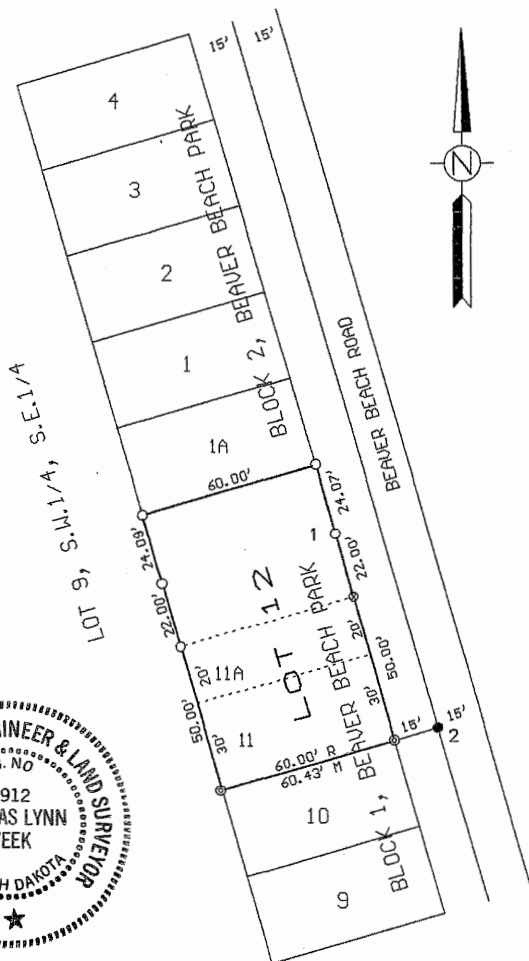 15' 15'
4
3
2
1
1A
BLOCK 2, BEAVER BEACH PARK
N
BEAVER BEACH ROAD
LOT 9, S.W.1/4, S.E.1/4
60.00'
24.09'
22.00'
50.00'
20'
30'
24.07'
1
22.00'
20'
50.00'
30'
LOT 12
11A
11
BLOCK 1, BEAVER BEACH PARK
60.00' R
60.43' M
15' 15'
2
10
9
INEER & LAND SURVEYOR
. NO
912
AS LYNN
EEK
H DAKOTA